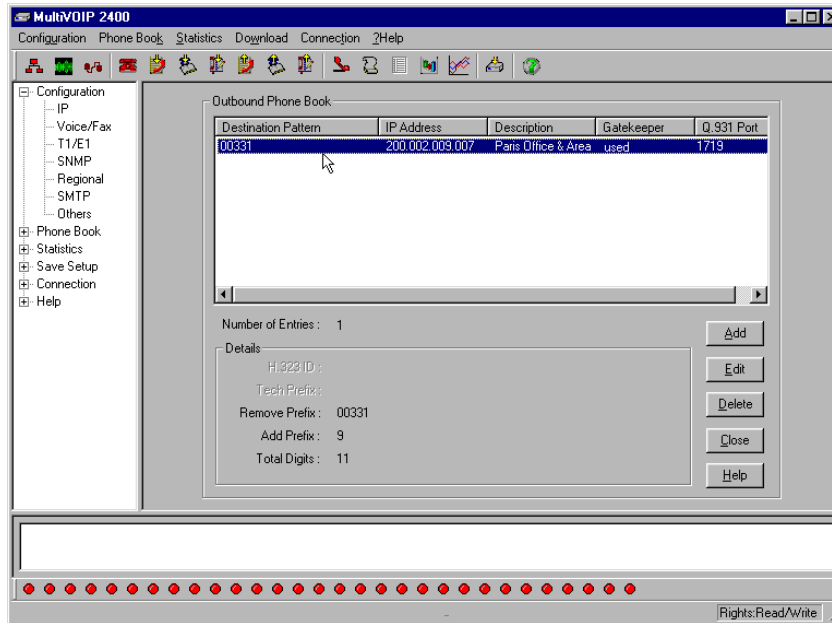 MultiVOIP 2400
Configuration Phone Book Statistics Download Connection ?Help
Configuration
IP
Voice/Fax
T1/E1
SNMP
Regional
SMTP
Others
Phone Book
Statistics
Save Setup
Connection
Help
Outbound Phone Book
Destination Pattern IP Address Description Gatekeeper Q.931 Port
00331 200.002.009.007 Paris Office & Area used 1719
Number of Entries : 1
Details
H.323 ID :
Tech Prefix :
Remove Prefix : 00331
Add Prefix : 9
Total Digits : 11
Add
Edit
Delete
Close
Help
Rights:Read/Write